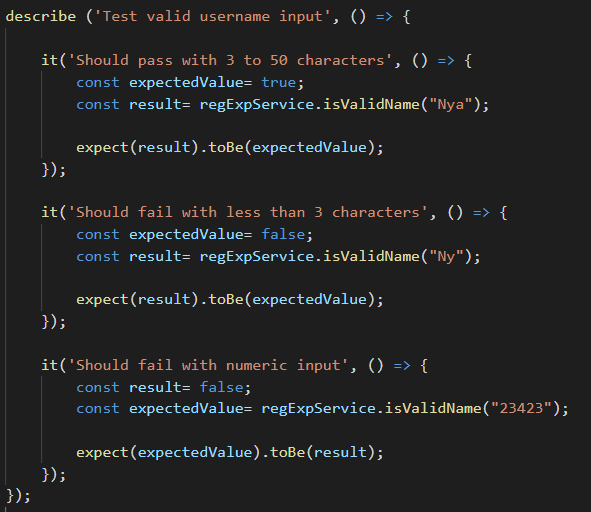 describe ('Test valid username input', () => {
it('Should pass with 3 to 50 characters', () => {
const expectedValue= true;
const result= regExpService.isValidName("Nya");
expect(result).toBe(expectedValue);
});
it('Should fail with less than 3 characters', () => {
const expectedValue= false;
const result= regExpService.isValidName("Ny");
expect(result).toBe(expectedValue);
});
it('Should fail with numeric input', () => {
const result= false;
const expectedValue= regExpService.isValidName("23423");
expect(expectedValue).toBe(result);
});
});